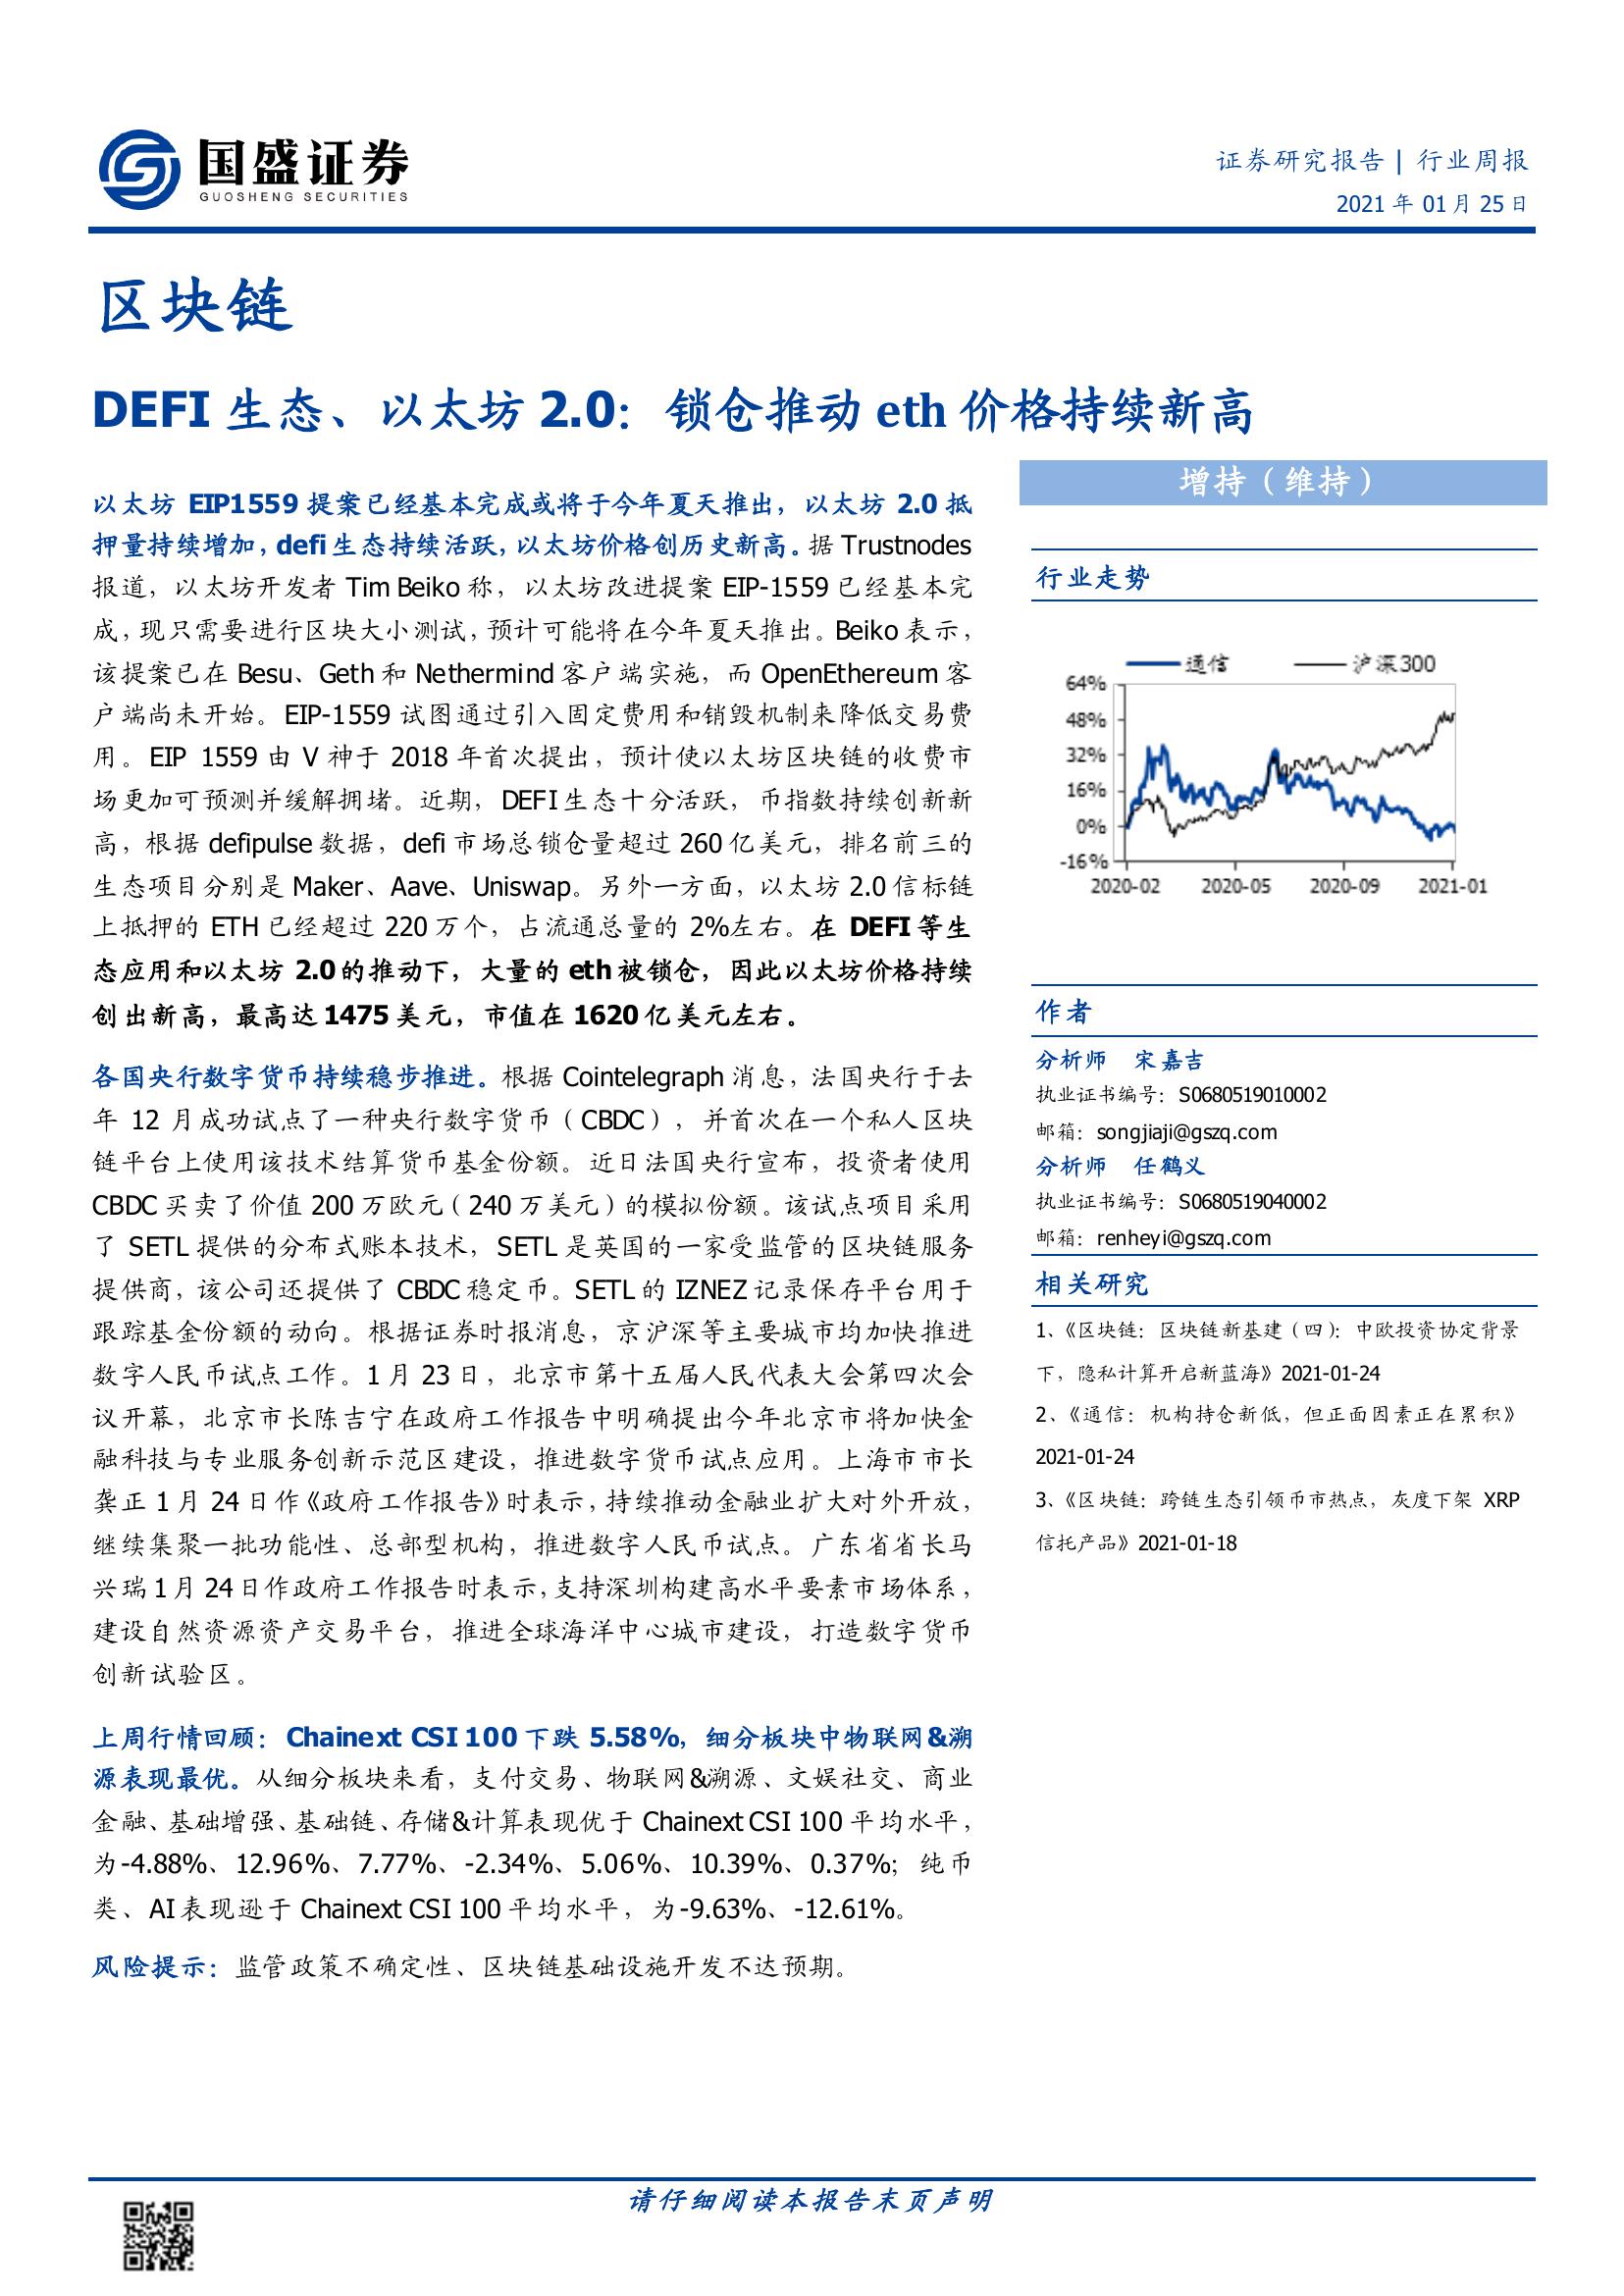 国盛证券
GUOSHENG SECURITIES
证券研究报告 | 行业周报
2021 年 01 月 25 日
区块链
DEFI 生态、以太坊 2.0：锁仓推动 eth 价格持续新高
以太坊 EIP1559 提案已经基本完成或将于今年夏天推出，以太坊 2.0 抵
押量持续增加，defi 生态持续活跃，以太坊价格创历史新高。据 Trustnodes
报道，以太坊开发者 Tim Beiko 称，以太坊改进提案 EIP-1559 已经基本完
成，现只需要进行区块大小测试，预计可能将在今年夏天推出。Beiko 表示，
该提案已在 Besu、Geth 和 Nethermind 客户端实施，而 OpenEthereum 客
户端尚未开始。EIP-1559 试图通过引入固定费用和销毁机制来降低交易费
用。EIP 1559 由 V 神于 2018 年首次提出，预计使以太坊区块链的收费市
场更加可预测并缓解拥堵。近期，DEFI 生态十分活跃，币指数持续创新新
高，根据 defipulse 数据，defi 市场总锁仓量超过 260 亿美元，排名前三的
生态项目分别是 Maker、Aave、Uniswap。另外一方面，以太坊 2.0 信标链
上抵押的 ETH 已经超过 220 万个，占流通总量的 2%左右。在 DEFI 等生
态应用和以太坊 2.0 的推动下，大量的 eth 被锁仓，因此以太坊价格持续
创出新高，最高达 1475 美元，市值在 1620 亿美元左右。
各国央行数字货币持续稳步推进。根据 Cointelegraph 消息，法国央行于去
年 12 月成功试点了一种央行数字货币（CBDC），并首次在一个私人区块
链平台上使用该技术结算货币基金份额。近日法国央行宣布，投资者使用
CBDC 买卖了价值 200 万欧元（240 万美元）的模拟份额。该试点项目采用
了 SETL 提供的分布式账本技术，SETL 是英国的一家受监管的区块链服务
提供商，该公司还提供了 CBDC 稳定币。SETL 的 IZNEZ 记录保存平台用于
跟踪基金份额的动向。根据证券时报消息，京沪深等主要城市均加快推进
数字人民币试点工作。1 月 23 日，北京市第十五届人民代表大会第四次会
议开幕，北京市长陈吉宁在政府工作报告中明确提出今年北京市将加快金
融科技与专业服务创新示范区建设，推进数字货币试点应用。上海市市长
龚正 1 月 24 日作《政府工作报告》时表示，持续推动金融业扩大对外开放，
继续集聚一批功能性、总部型机构，推进数字人民币试点。广东省省长马
兴瑞 1 月 24 日作政府工作报告时表示，支持深圳构建高水平要素市场体系，
建设自然资源资产交易平台，推进全球海洋中心城市建设，打造数字货币
创新试验区。
上周行情回顾：Chainext CSI 100 下跌 5.58%，细分板块中物联网&溯
源表现最优。从细分板块来看，支付交易、物联网&溯源、文娱社交、商业
金融、基础增强、基础链、存储&计算表现优于 Chainext CSI 100 平均水平，
为-4.88%、12.96%、7.77%、-2.34%、5.06%、10.39%、0.37%；纯币
类、AI 表现逊于 Chainext CSI 100 平均水平，为-9.63%、-12.61%。
风险提示：监管政策不确定性、区块链基础设施开发不达预期。
增持（维持）
行业走势
通信 沪深300
64%
48%
32%
16%
0%
-16%
2020-02 2020-05 2020-09 2021-01
作者
分析师 宋嘉吉
执业证书编号：S0680519010002
邮箱：songjiaji@gszq.com
分析师 任鹤义
执业证书编号：S0680519040002
邮箱：renheyi@gszq.com
相关研究
1、《区块链：区块链新基建（四）：中欧投资协定背景
下，隐私计算开启新蓝海》2021-01-24
2、《通信：机构持仓新低，但正面因素正在累积》
2021-01-24
3、《区块链：跨链生态引领币市热点，灰度下架 XRP
信托产品》2021-01-18
请仔细阅读本报告末页声明